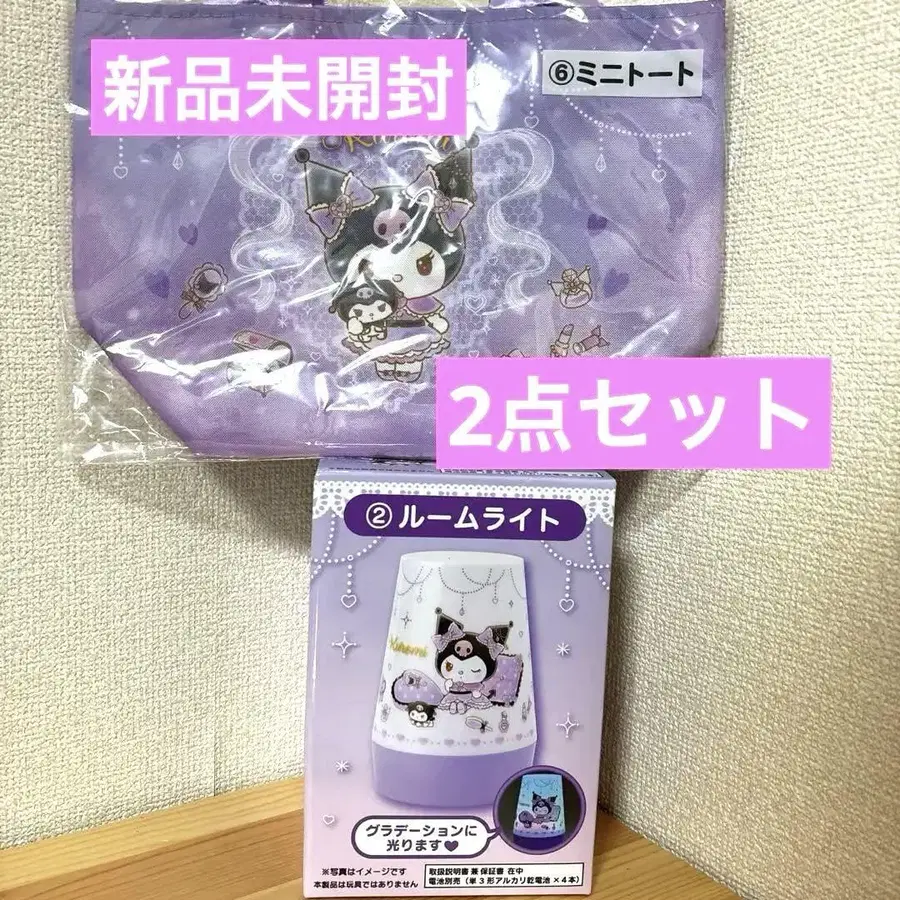 新品未開封
⑥ミニトート
2点セット
② ルームライト
Kuromi
グラデーションに
光ります♥
※写真はイメージです
本製品は玩具ではありません
取扱説明書 兼 保証書 在中
電池別売（単3形アルカリ乾電池×4本）